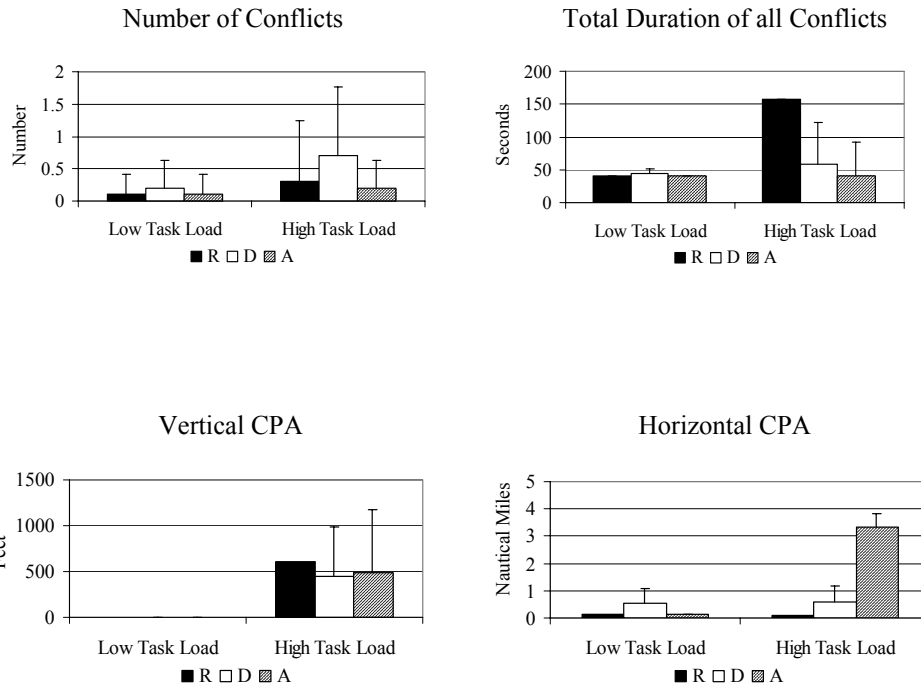 Number of Conflicts
Number
2
1.5
1
0.5
0
Low Task Load High Task Load
R D A
Total Duration of all Conflicts
Seconds
200
150
100
50
0
Low Task Load High Task Load
R D A
Vertical CPA
Feet
1500
1000
500
0
Low Task Load High Task Load
R D A
Horizontal CPA
Nautical Miles
5
4
3
2
1
0
Low Task Load High Task Load
R D A